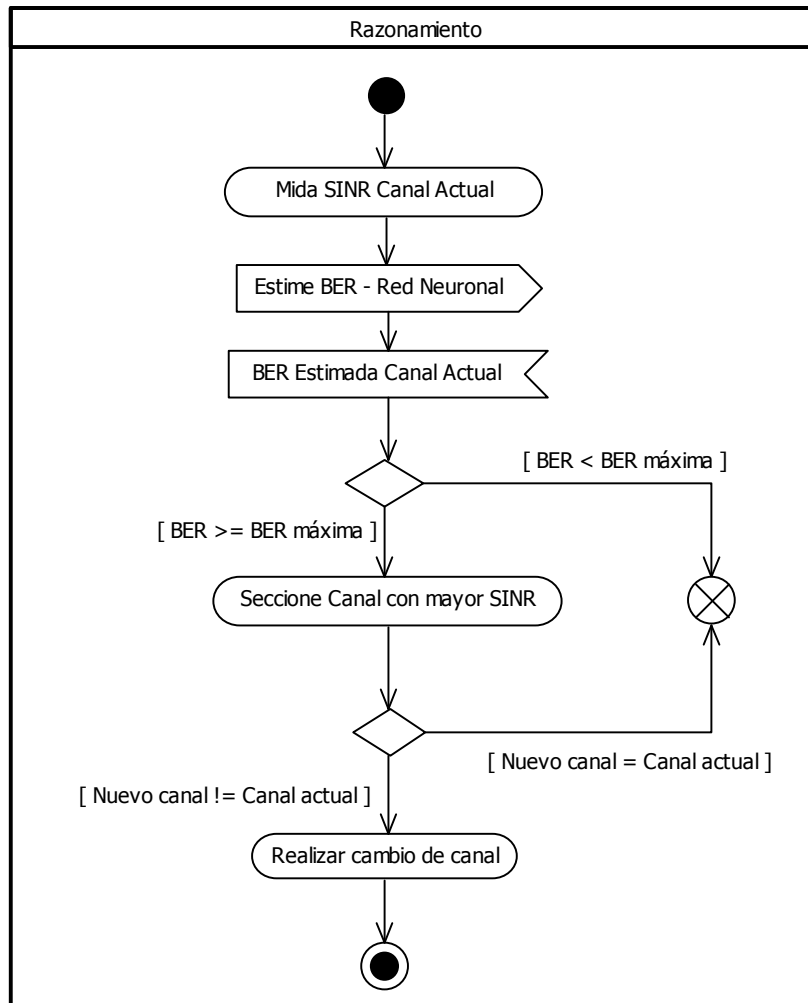 Razonamiento
Mida SINR Canal Actual
Estime BER - Red Neuronal
BER Estimada Canal Actual
[ BER < BER máxima ]
[ BER >= BER máxima ]
Seccione Canal con mayor SINR
[ Nuevo canal = Canal actual ]
[ Nuevo canal != Canal actual ]
Realizar cambio de canal